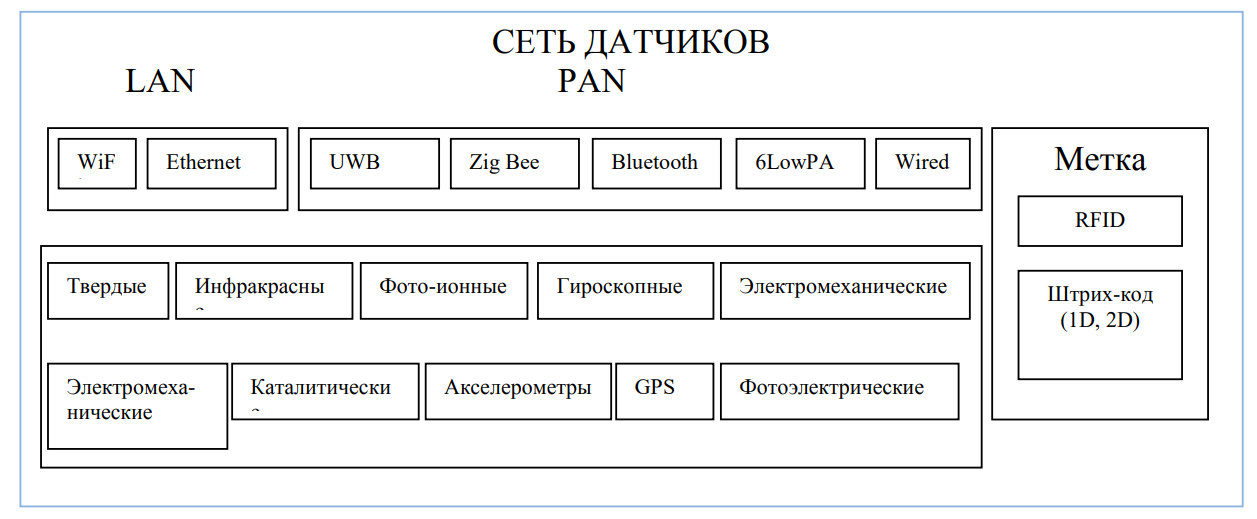 СЕТЬ ДАТЧИКОВ
LAN PAN
WiF Ethernet UWB Zig Bee Bluetooth 6LowPA Wired
Метка
RFID
Штрих-код
(1D, 2D)
Твердые Инфракрасны Фото-ионные Гироскопные Электромеханические
Электромеха-
нические
Каталитически Акселерометры GPS Фотоэлектрические